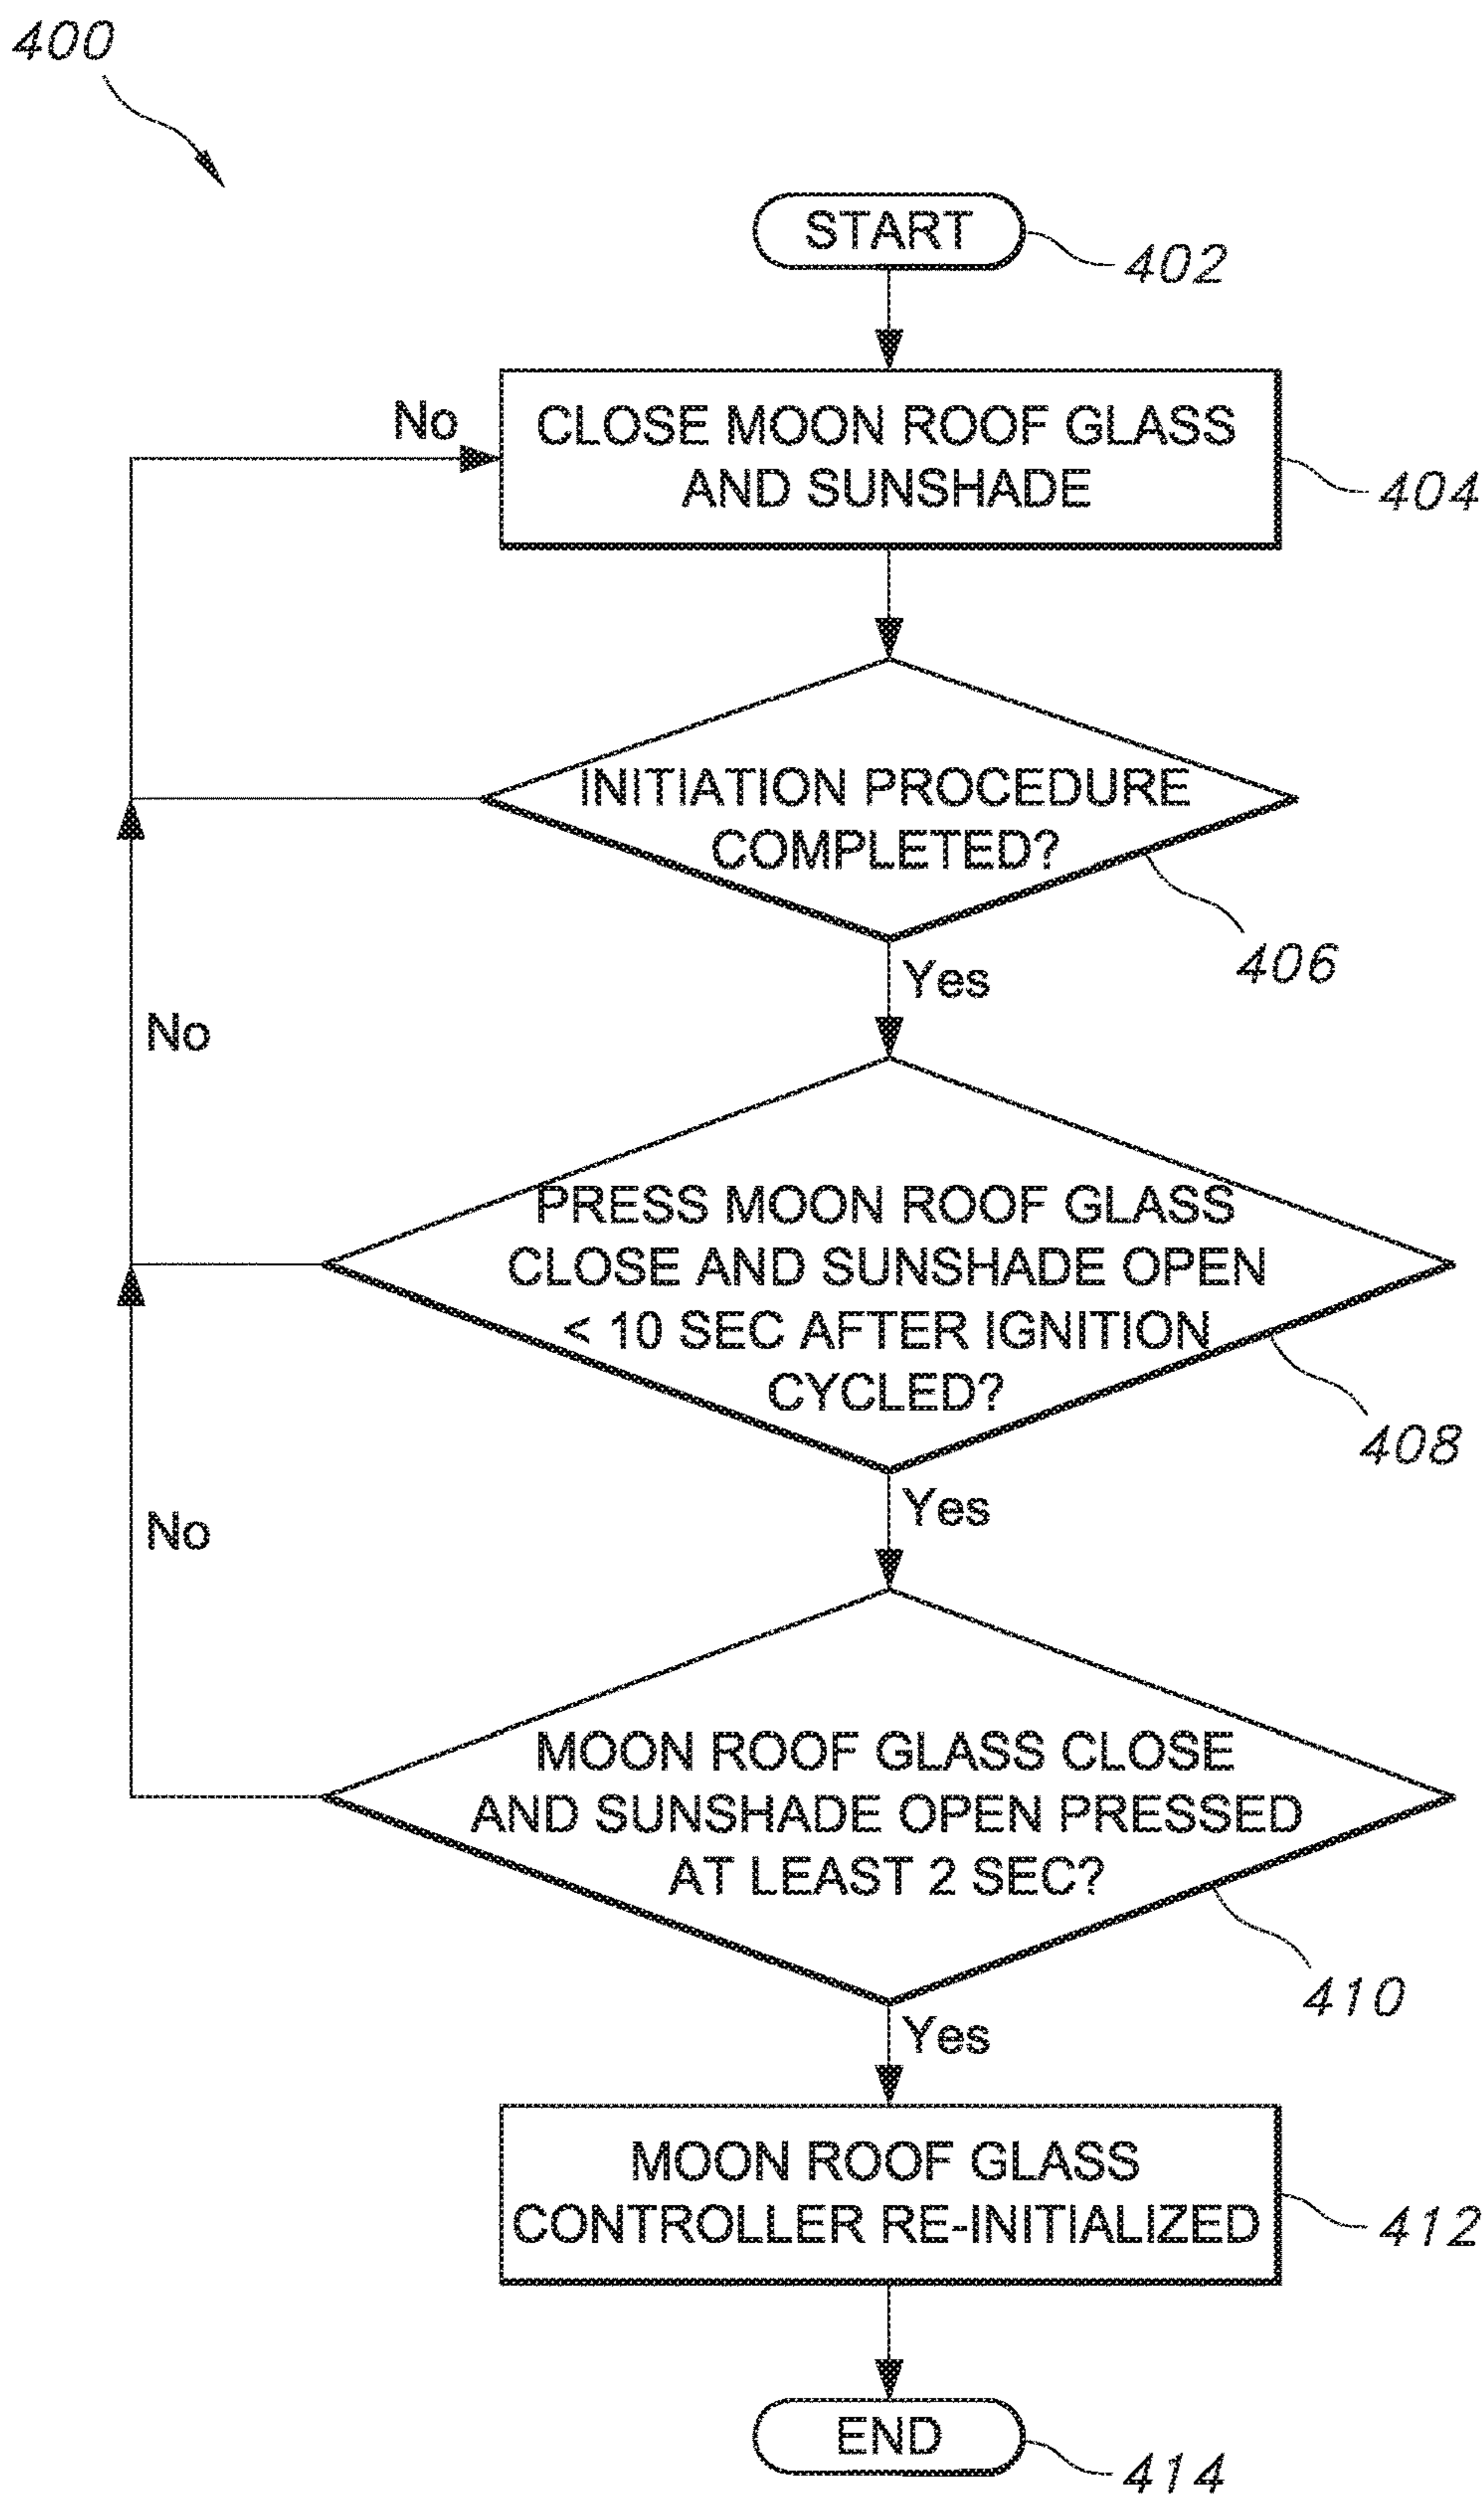 400
START
402
No
CLOSE MOON ROOF GLASS
AND SUNSHADE
404
INITIATION PROCEDURE
COMPLETED?
406
Yes
No
PRESS MOON ROOF GLASS
CLOSE AND SUNSHADE OPEN
< 10 SEC AFTER IGNITION
CYCLED?
408
Yes
No
MOON ROOF GLASS CLOSE
AND SUNSHADE OPEN PRESSED
AT LEAST 2 SEC?
410
Yes
MOON ROOF GLASS
CONTROLLER RE-INITIALIZED
412
END
414